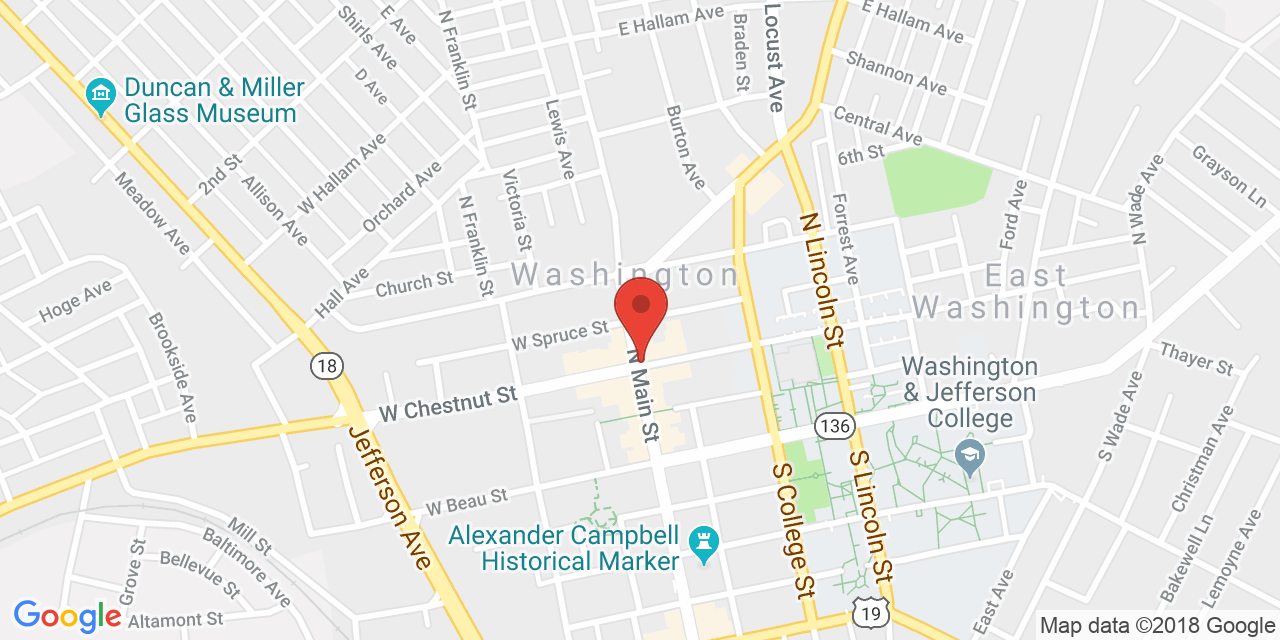 E Hallam Ave
Braden St
Locust Ave
E Hallam Ave
Shirls Ave
E Ave
N Franklin St
Shannon Ave
D Ave
Duncan & Miller
Glass Museum
Lewis Ave
Burton Ave
Central Ave
6th St
Grayson Ln
2nd St
Allison Ave
W Hallam Ave
Orchard Ave
Meadow Ave
Victoria St
N Franklin St
N Lincoln St
Forrest Ave
Ford Ave
N Wade Ave
Washington
East
Washington
Church St
Hall Ave
Hoge Ave
Brookside Ave
W Spruce St
18
W Chestnut St
N Main St
Washington
& Jefferson
College
Thayer St
136
S Wade Ave
Christman Ave
Jefferson Ave
S College St
S Lincoln St
W Beau St
Alexander Campbell
Historical Marker
Mill St
Baltimore Ave
Bellevue St
Grove St
Altamont St
Bakewell Ln
Lemoyne Ave
East Ave
19
Google
Map data ©2018 Google